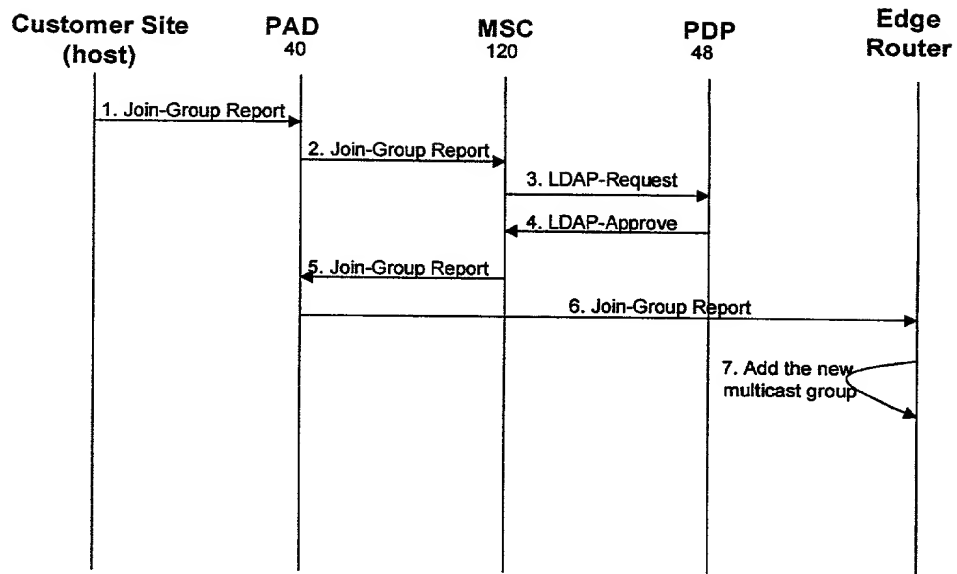 Customer Site
(host)
PAD
40
MSC
120
PDP
48
Edge
Router
1. Join-Group Report
2. Join-Group Report
3. LDAP-Request
4. LDAP-Approve
5. Join-Group Report
6. Join-Group Report
7. Add the new
multicast group